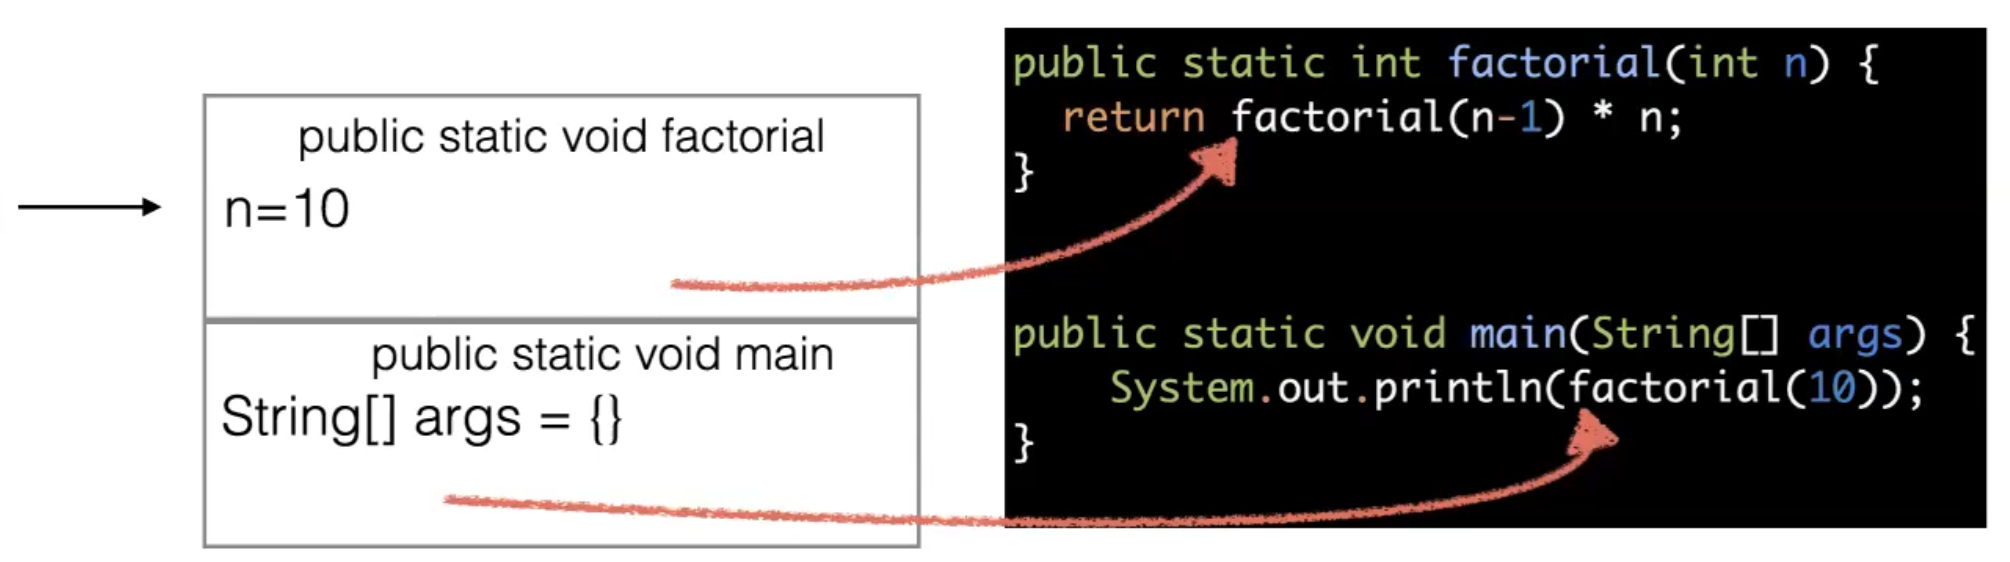 public static void factorial
n=10
public static void main
String[] args = {}
public static int factorial(int n) {
  return factorial(n-1) * n;
}
public static void main(String[] args) {
    System.out.println(factorial(10));
}